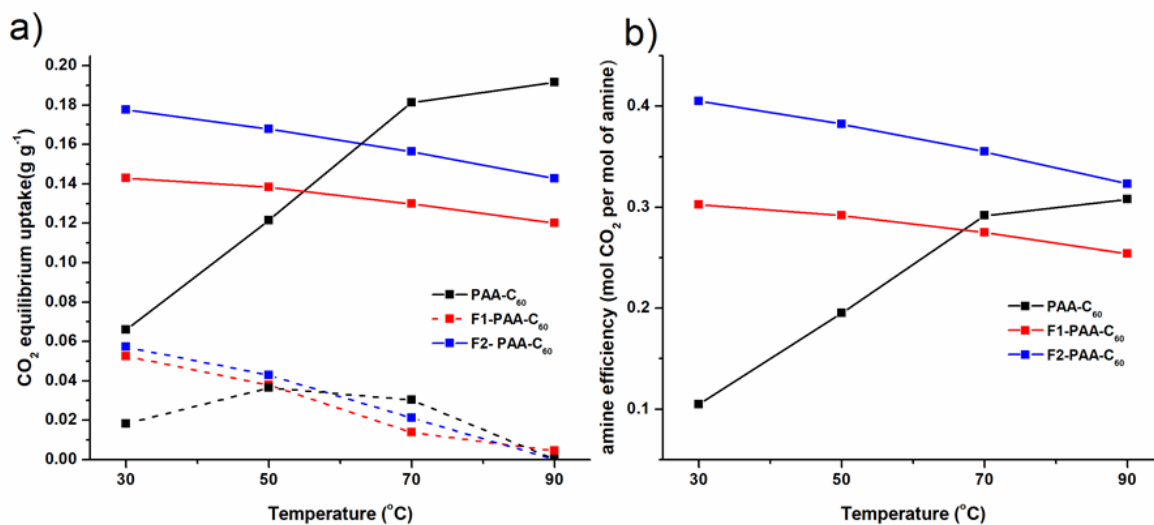 a)
CO₂ equilibrium uptake(g g⁻¹)
0.20
0.18
0.16
0.14
0.12
0.10
0.08
0.06
0.04
0.02
0.00
30
50
70
90
Temperature (°C)
PAA-C₆₀
F1-PAA-C₆₀
F2- PAA-C₆₀
b)
amine efficiency (mol CO₂ per mol of amine)
0.4
0.3
0.2
0.1
30
50
70
90
Temperature (°C)
PAA-C₆₀
F1-PAA-C₆₀
F2-PAA-C₆₀